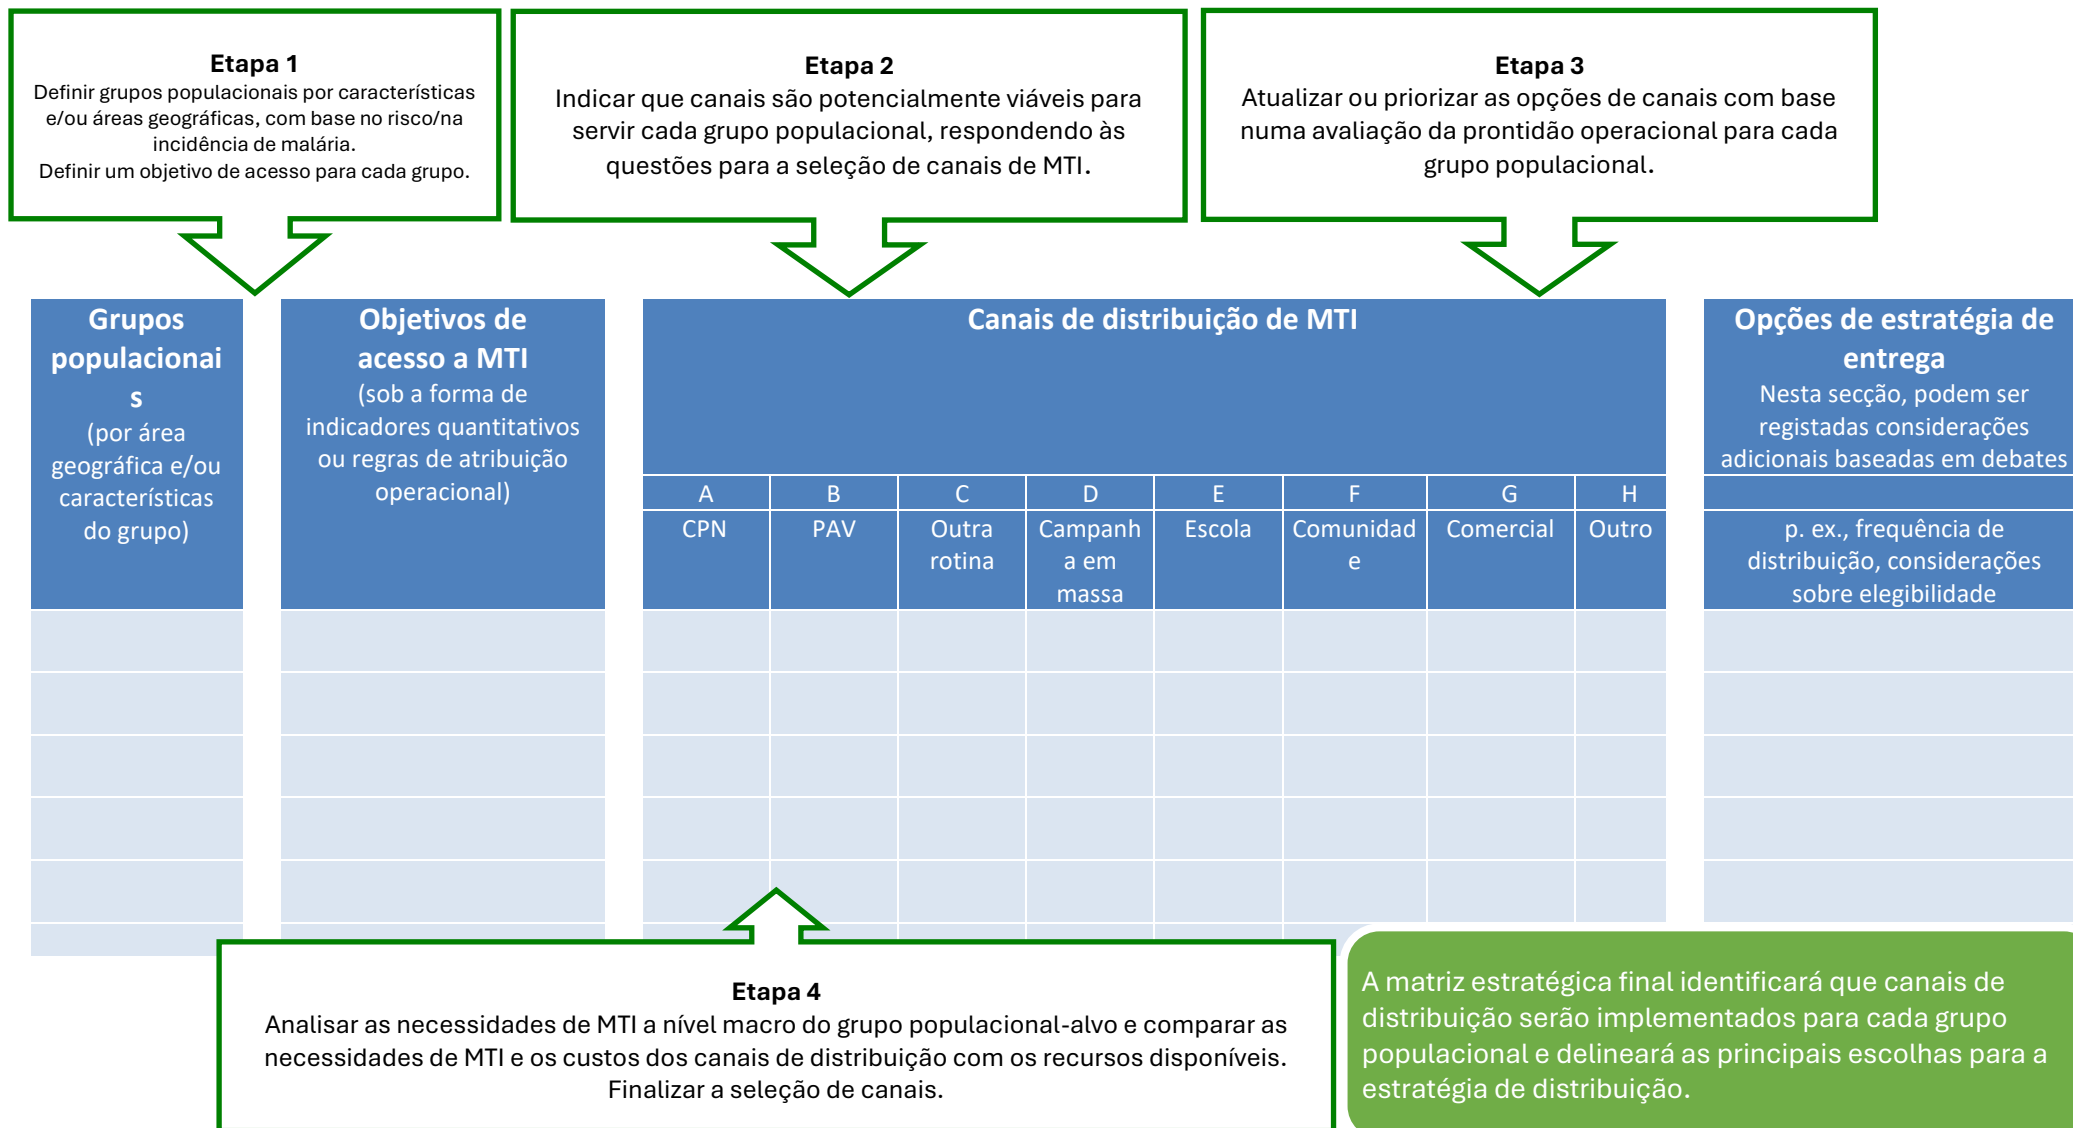 Etapa 1
Definir grupos populacionais por características
e/ou áreas geográficas, com base no risco/na
incidência de malária.
Definir um objetivo de acesso para cada grupo.
Etapa 2
Indicar que canais são potencialmente viáveis para
servir cada grupo populacional, respondendo às
questões para a seleção de canais de MTI.
Etapa 3
Atualizar ou priorizar as opções de canais com base
numa avaliação da prontidão operacional para cada
grupo populacional.
Grupos
populacionai
s
(por área
geográfica e/ou
características
do grupo)
Objetivos de
acesso a MTI
(sob a forma de
indicadores quantitativos
ou regras de atribuição
operacional)
Canais de distribuição de MTI
A
B
C
D
E
F
G
H
CPN
PAV
Outra
rotina
Campanh
a em
massa
Escola
Comunidad
e
Comercial
Outro
Opções de estratégia de
entrega
Nesta secção, podem ser
registadas considerações
adicionais baseadas em debates
p. ex., frequência de
distribuição, considerações
sobre elegibilidade
Etapa 4
Analisar as necessidades de MTI a nível macro do grupo populacional-alvo e comparar as
necessidades de MTI e os custos dos canais de distribuição com os recursos disponíveis.
Finalizar a seleção de canais.
A matriz estratégica final identificará que canais de
distribuição serão implementados para cada grupo
populacional e delineará as principais escolhas para a
estratégia de distribuição.